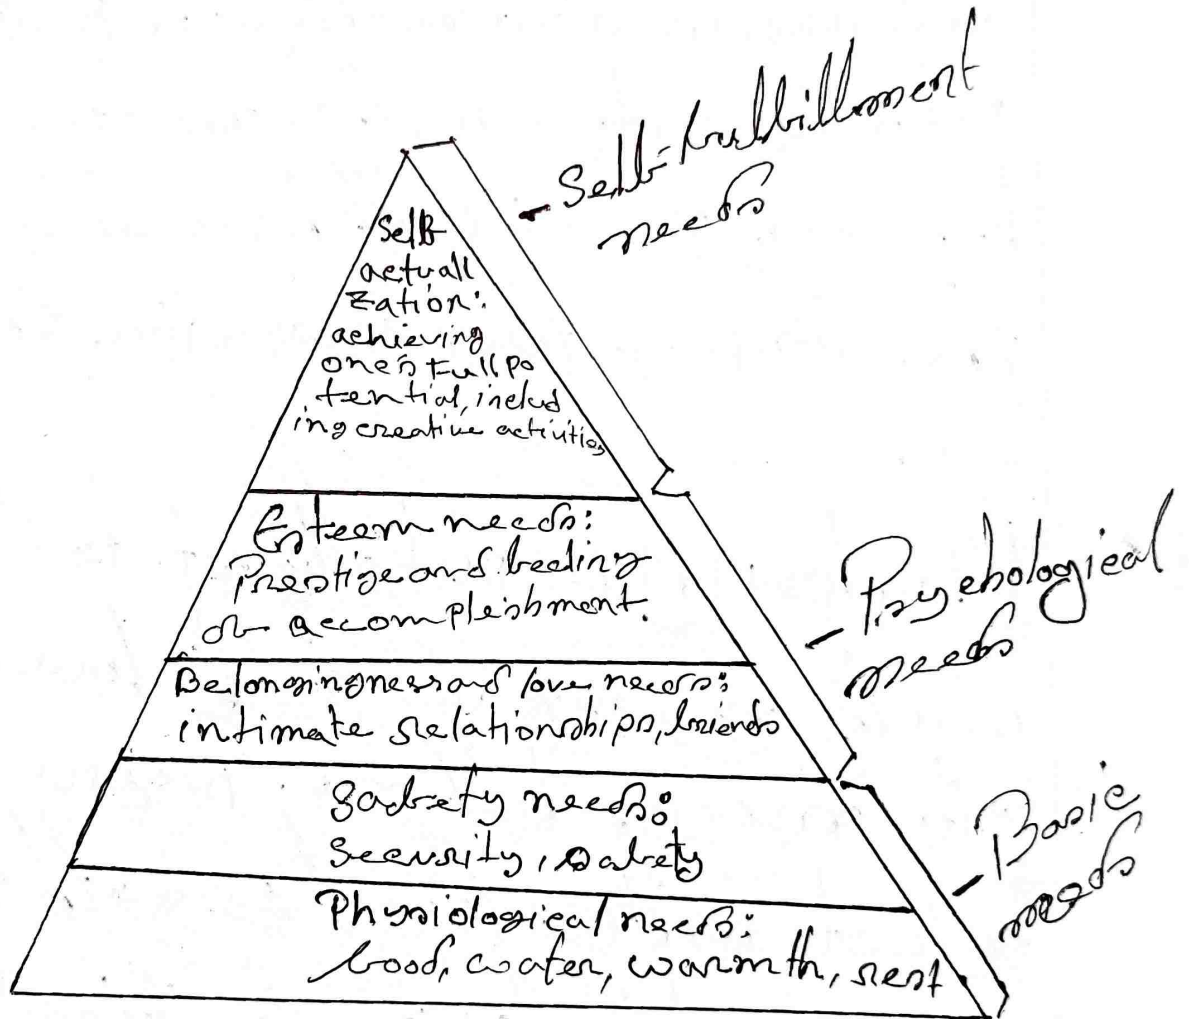 Self-fulfillment
needs
Self
actuall
zation:
achieving
one's full po
tential, includ
ing creative activities
Esteem needs:
Prestige and feeling
of accomplishment.
Psychological
needs
Belongingness and love needs:
intimate relationships, friends
Safety needs:
Security, safety
Basic
needs
Physiological needs:
food, water, warmth, rest